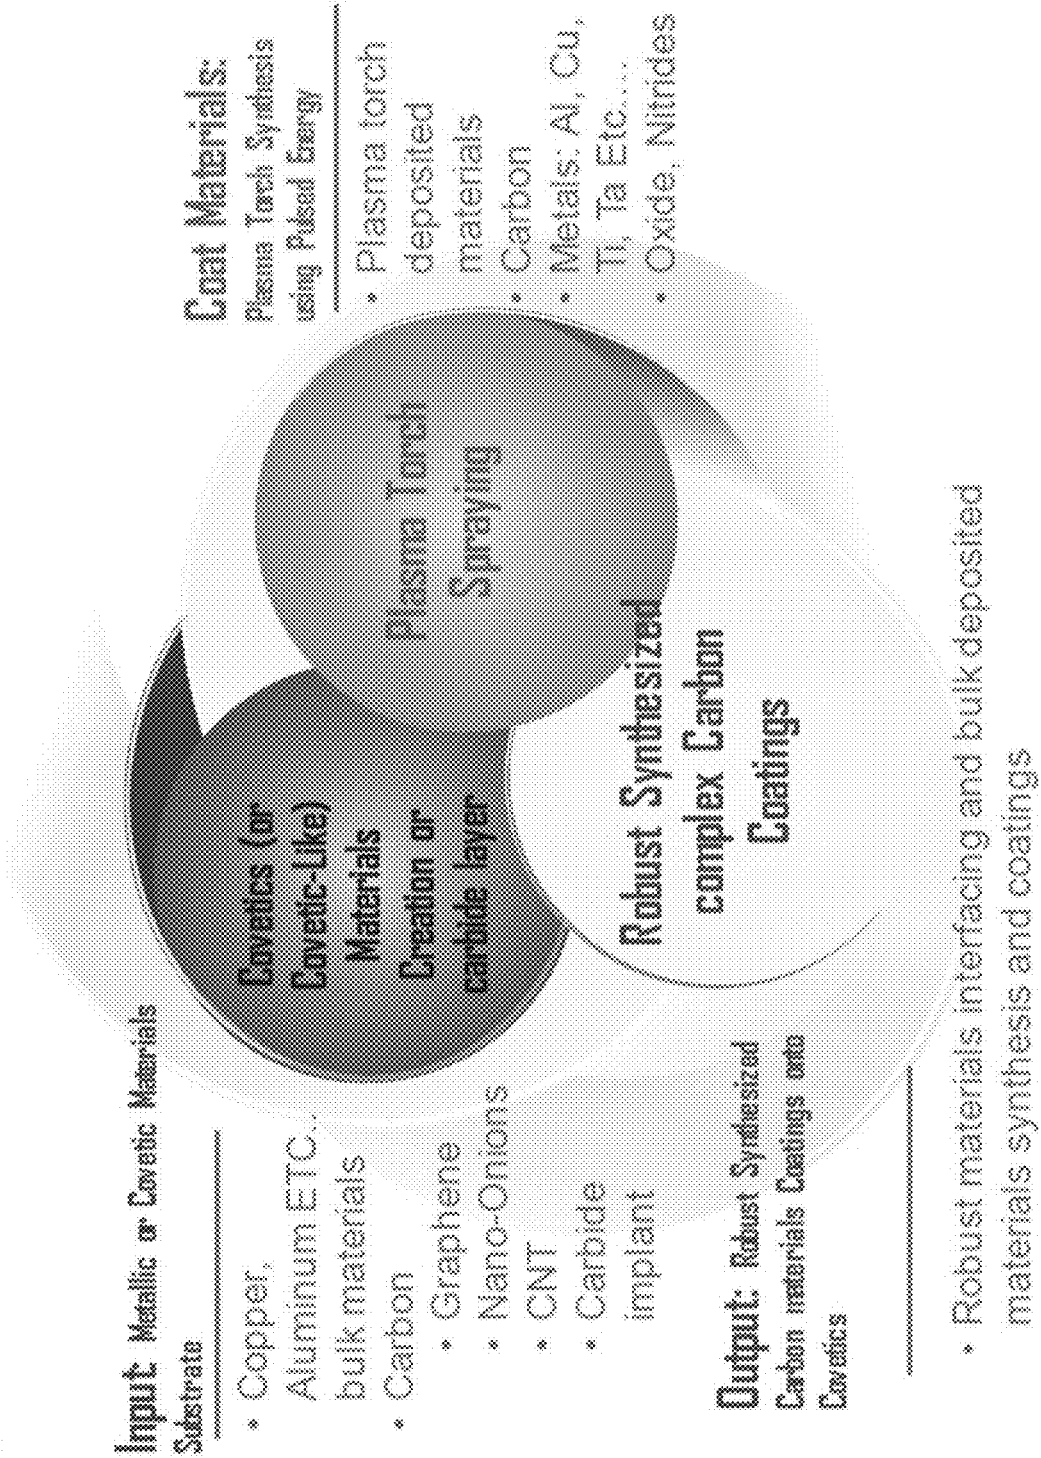 Input: Metallic or Covetic Materials
Substrate
• Copper,
Aluminum ETC...
bulk materials
• Carbon
• Graphene
• Nano-Onions
• CNT
• Carbide
implant
Covetics (or
Covetic-Like)
Materials
Creation or
carbide layer
Plasma Torch
Spraying
Robust Synthesized
complex Carbon
Coatings
Coat Materials:
Plasma Torch Synthesis
using Pulsed Energy
• Plasma torch
deposited
materials
• Carbon
• Metals: Al, Cu,
Ti, Ta Etc.....
• Oxide, Nitrides
Output: Robust Synthesized
Carbon materials Coatings onto
Covetics
• Robust materials interfacing and bulk deposited
materials synthesis and coatings